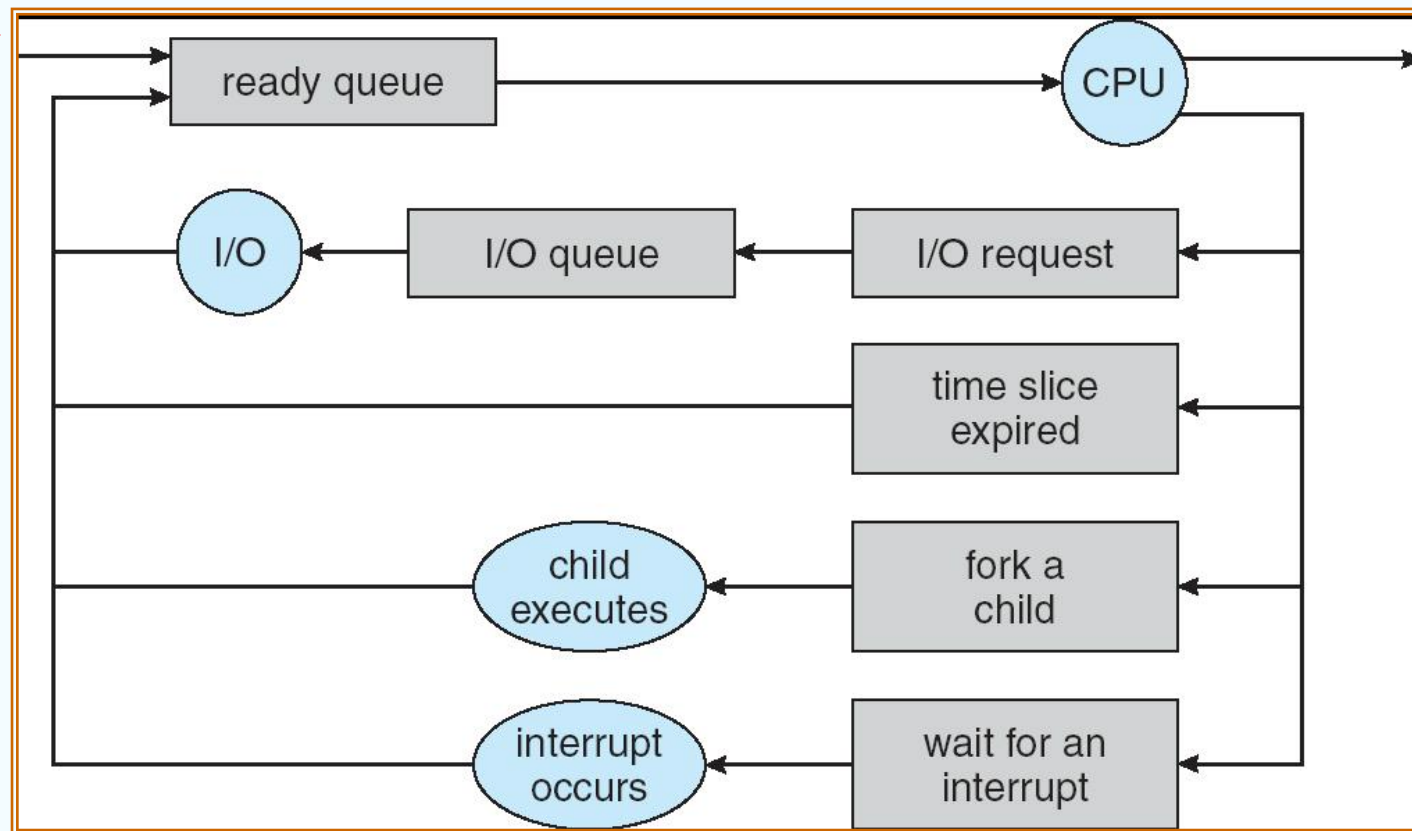 ready queue
CPU
I/O
I/O queue
I/O request
time slice
expired
child
executes
fork a
child
interrupt
occurs
wait for an
interrupt